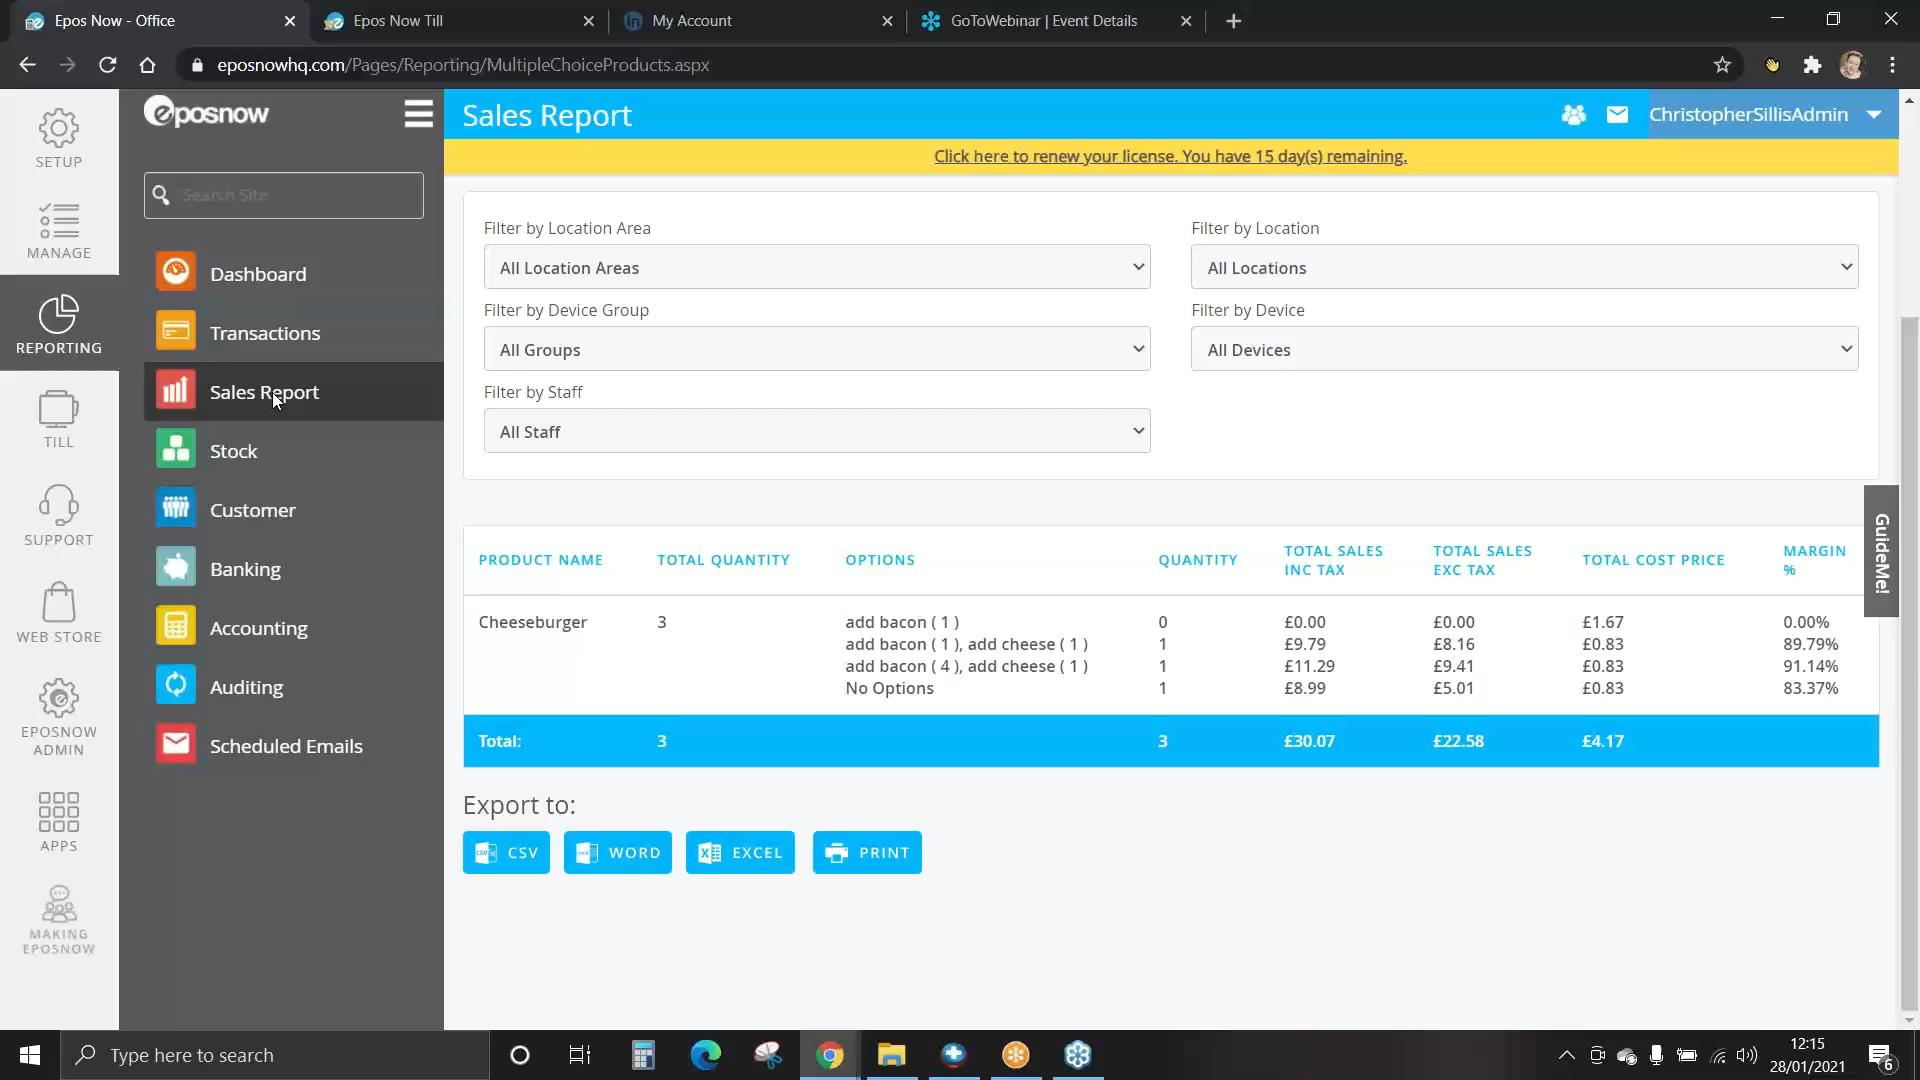 Epos Now - Office
Epos Now Till
My Account
GoToWebinar | Event Details
eposnowhq.com/Pages/Reporting/MultipleChoiceProducts.aspx
SETUP
MANAGE
REPORTING
TILL
SUPPORT
WEB STORE
EPOSNOW
ADMIN
APPS
MAKING
EPOSNOW
eposnow
Search Site
Dashboard
Transactions
Sales Report
Stock
Customer
Banking
Accounting
Auditing
Scheduled Emails
Sales Report
ChristopherSillisAdmin
Click here to renew your license. You have 15 day(s) remaining.
Filter by Location Area
All Location Areas
Filter by Location
All Locations
Filter by Device Group
All Groups
Filter by Device
All Devices
Filter by Staff
All Staff
GuideMe!
PRODUCT NAME TOTAL QUANTITY OPTIONS QUANTITY TOTAL SALES INC TAX TOTAL SALES EXC TAX TOTAL COST PRICE MARGIN %
Cheeseburger 3 add bacon ( 1 ) 0 £0.00 £0.00 £1.67 0.00%
add bacon ( 1 ), add cheese ( 1 ) 1 £9.79 £8.16 £0.83 89.79%
add bacon ( 4 ), add cheese ( 1 ) 1 £11.29 £9.41 £0.83 91.14%
No Options 1 £8.99 £5.01 £0.83 83.37%
Total: 3 3 £30.07 £22.58 £4.17
Export to:
CSV WORD EXCEL PRINT
Type here to search
12:15
28/01/2021
6